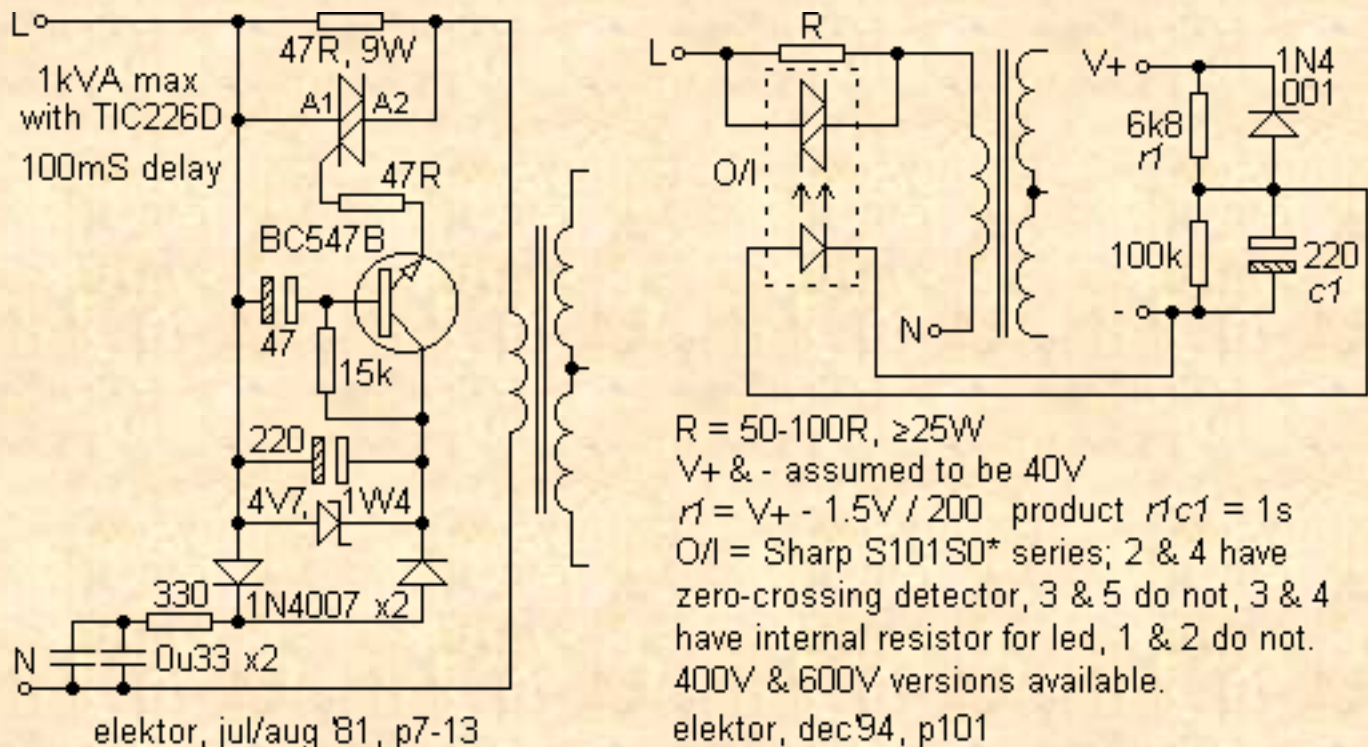 L
47R, 9W
1kVA max
with TIC226D
100mS delay
A1
A2
47R
BC547B
47
15k
220
4V7, 1W4
330
1N4007 x2
N
0u33 x2
elektor, jul/aug '81, p7-13
R
L
O/I
N
V+
1N4
001
6k8
r1
100k
220
c1
-
R = 50-100R, ≥25W
V+ & - assumed to be 40V
r1 = V+ - 1.5V / 200 product r1c1 = 1s
O/I = Sharp S101S0* series; 2 & 4 have
zero-crossing detector, 3 & 5 do not, 3 & 4
have internal resistor for led, 1 & 2 do not.
400V & 600V versions available.
elektor, dec'94, p101